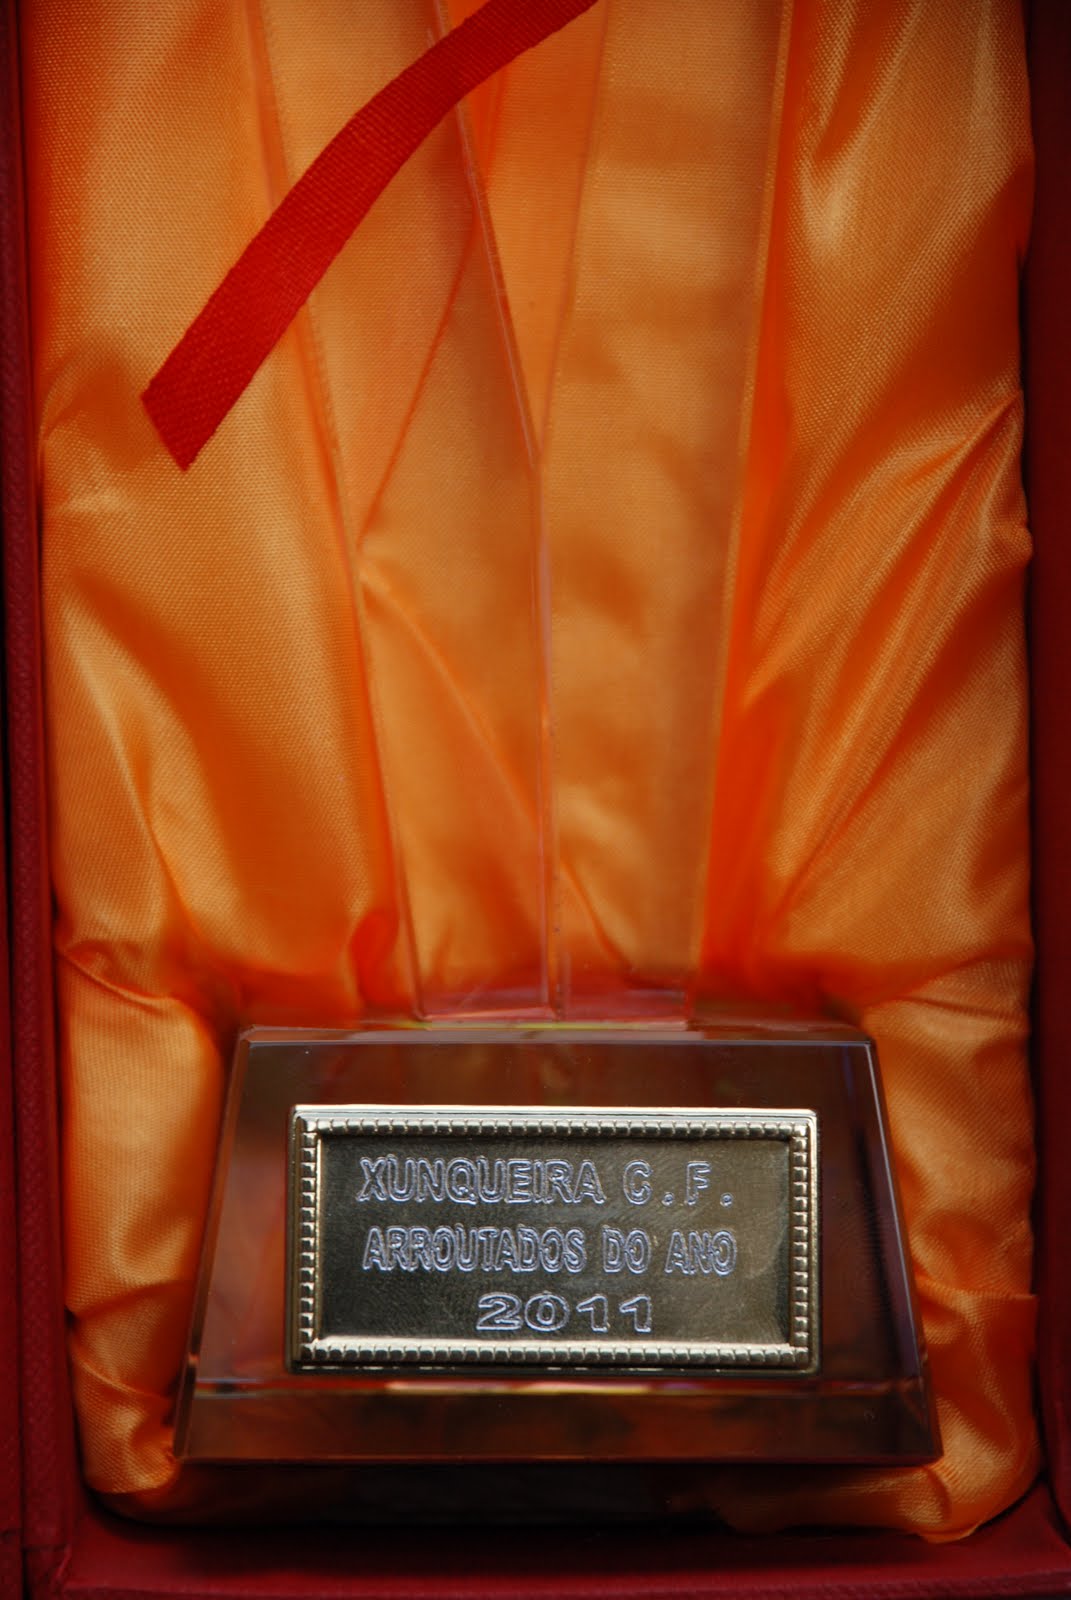 XUNQUEIRA C.F.
ARROUTADOS DO ANO
2011